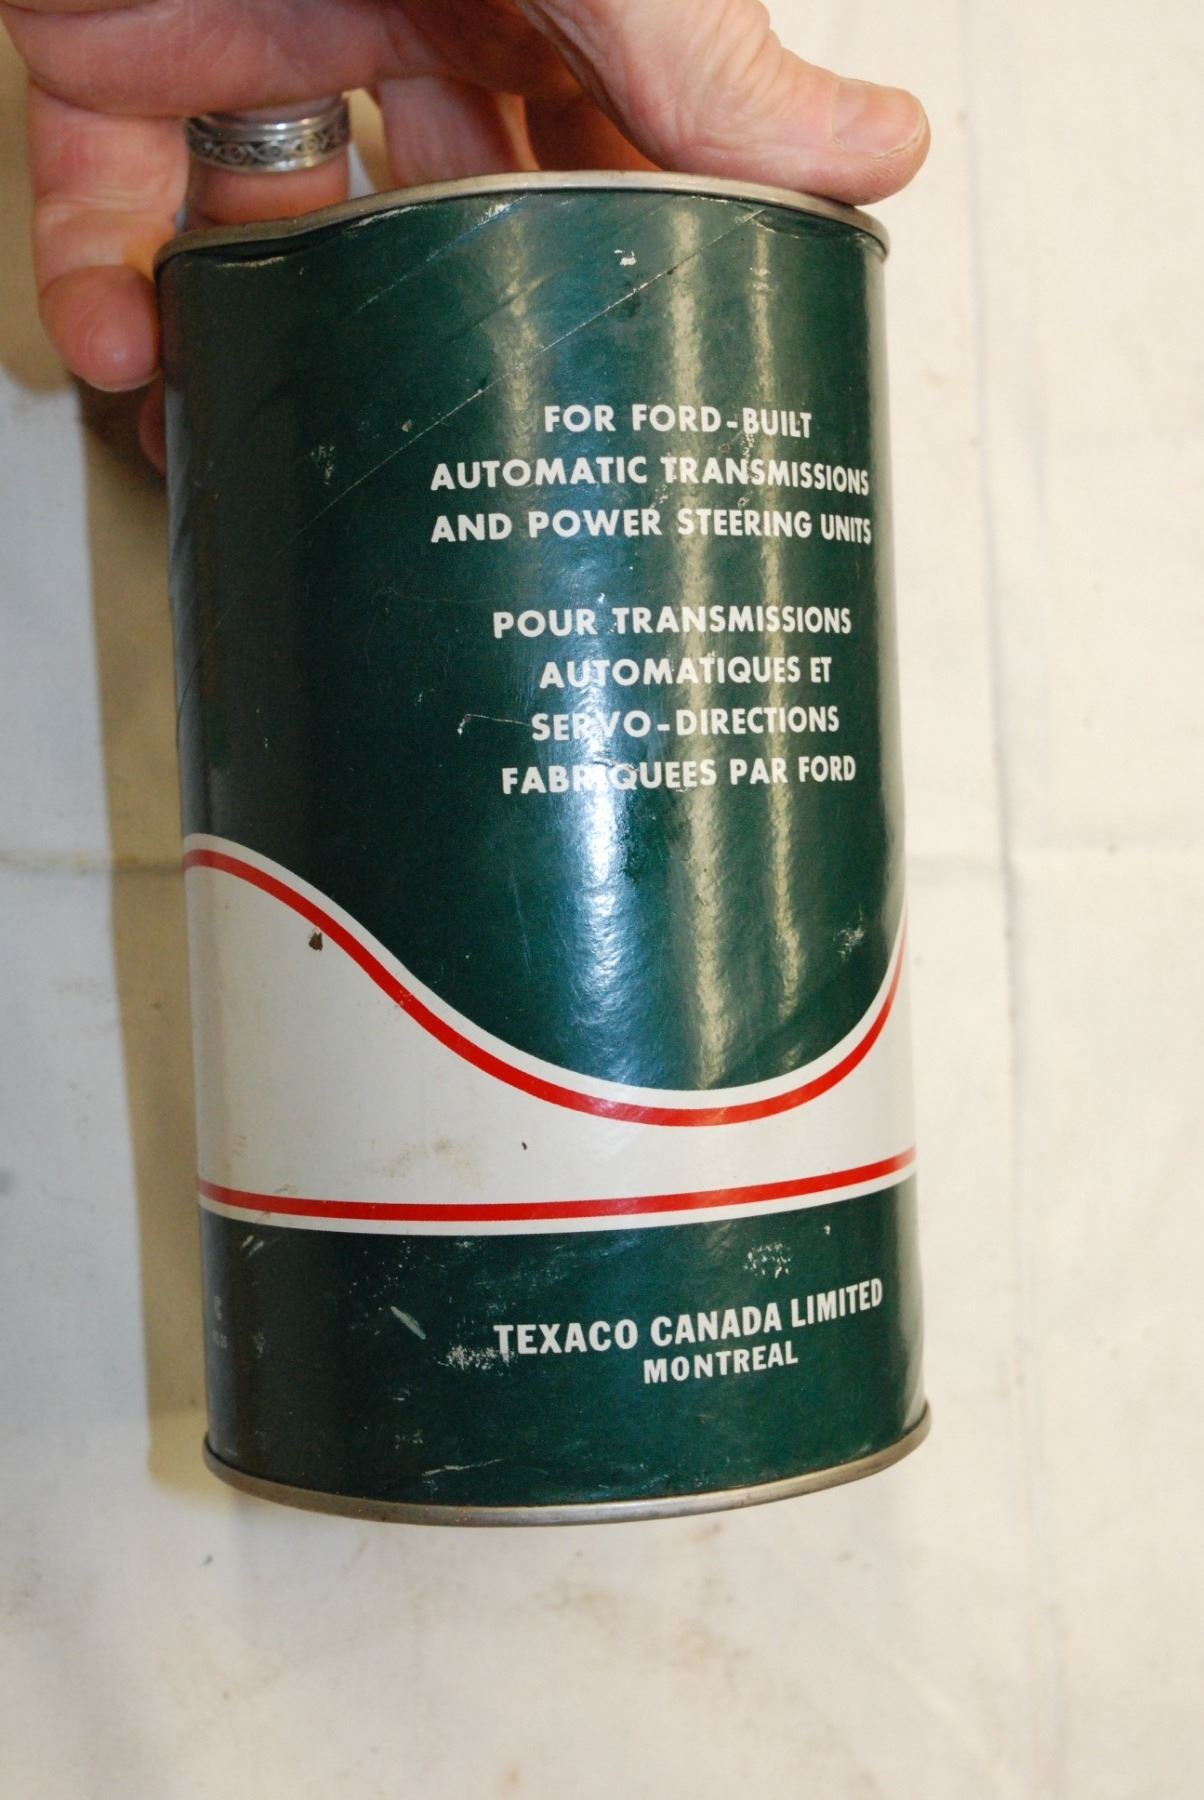 FOR FORD-BUILT
AUTOMATIC TRANSMISSIONS
AND POWER STEERING UNITS
POUR TRANSMISSIONS
AUTOMATIQUES ET
SERVO-DIRECTIONS
FABRIQUEES PAR FORD
TEXACO CANADA LIMITED
MONTREAL